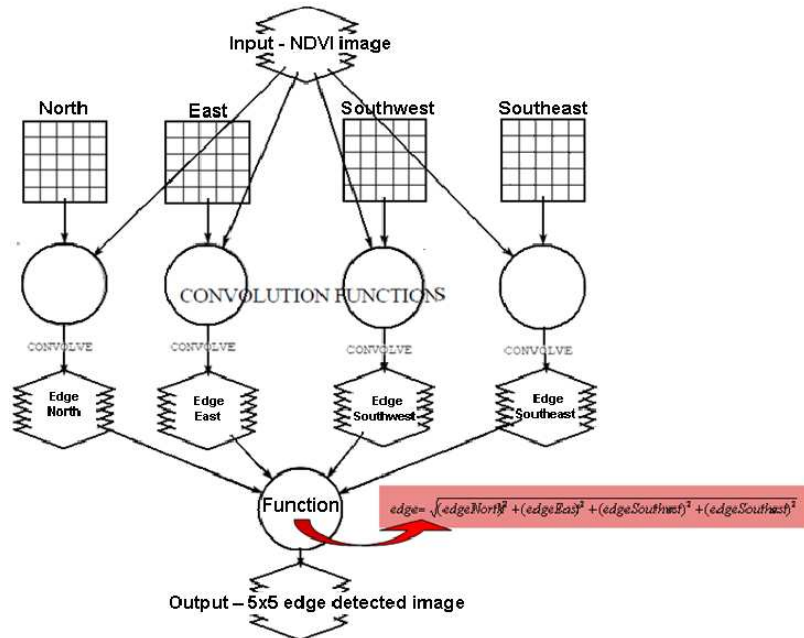 Input - NDVI image
North
East
Southwest
Southeast
CONVOLUTION FUNCTIONS
CONVOLVE
CONVOLVE
CONVOLVE
CONVOLVE
Edge
North
Edge
East
Edge
Southwest
Edge
Southeast
Function
edge= √(edgeNorth)² + (edgeEast)² + (edgeSouthwest)² + (edgeSoutheast)²
Output – 5x5 edge detected image